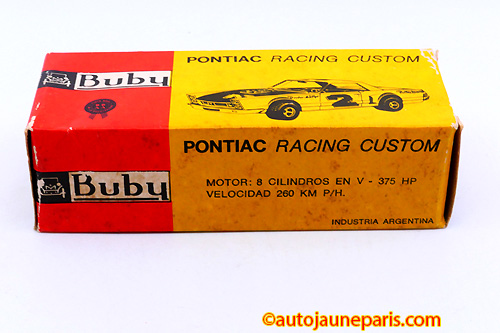 Buby
PONTIAC RACING CUSTOM
2 1
Buby
PONTIAC RACING CUSTOM
MOTOR: 8 CILINDROS EN V - 375 HP
VELOCIDAD 260 KM P/H.
INDUSTRIA ARGENTINA
©autojauneparis.com